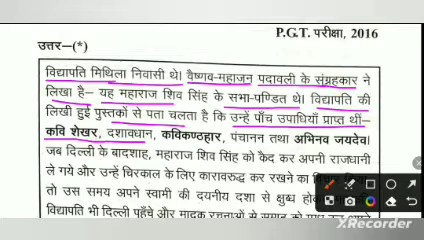 P.G.T. परीक्षा, 2016
उत्तर–(*)
विद्यापति मिथिला निवासी थे। वैष्णव-महाजन पदावली के संग्रहकार ने
लिखा है– यह महाराज शिव सिंह के सभा-पण्डित थे। विद्यापति की
लिखी हुई पुस्तकों से पता चलता है कि उन्हें पाँच उपाधियाँ प्राप्त थीं–
कवि शेखर, दशावधान, कविकण्ठहार, पंचानन तथा अभिनव जयदेव।
जब दिल्ली के बादशाह, महाराज शिव सिंह को कैद कर अपनी राजधानी
ले गये और उन्हें चिरकाल के लिए कारावरुद्ध कर रखने का
तो उस समय अपने स्वामी की दयनीय दशा से क्षुब्ध
विद्यापति भी दिल्ली पहुँचे और मादक रचनाओं से